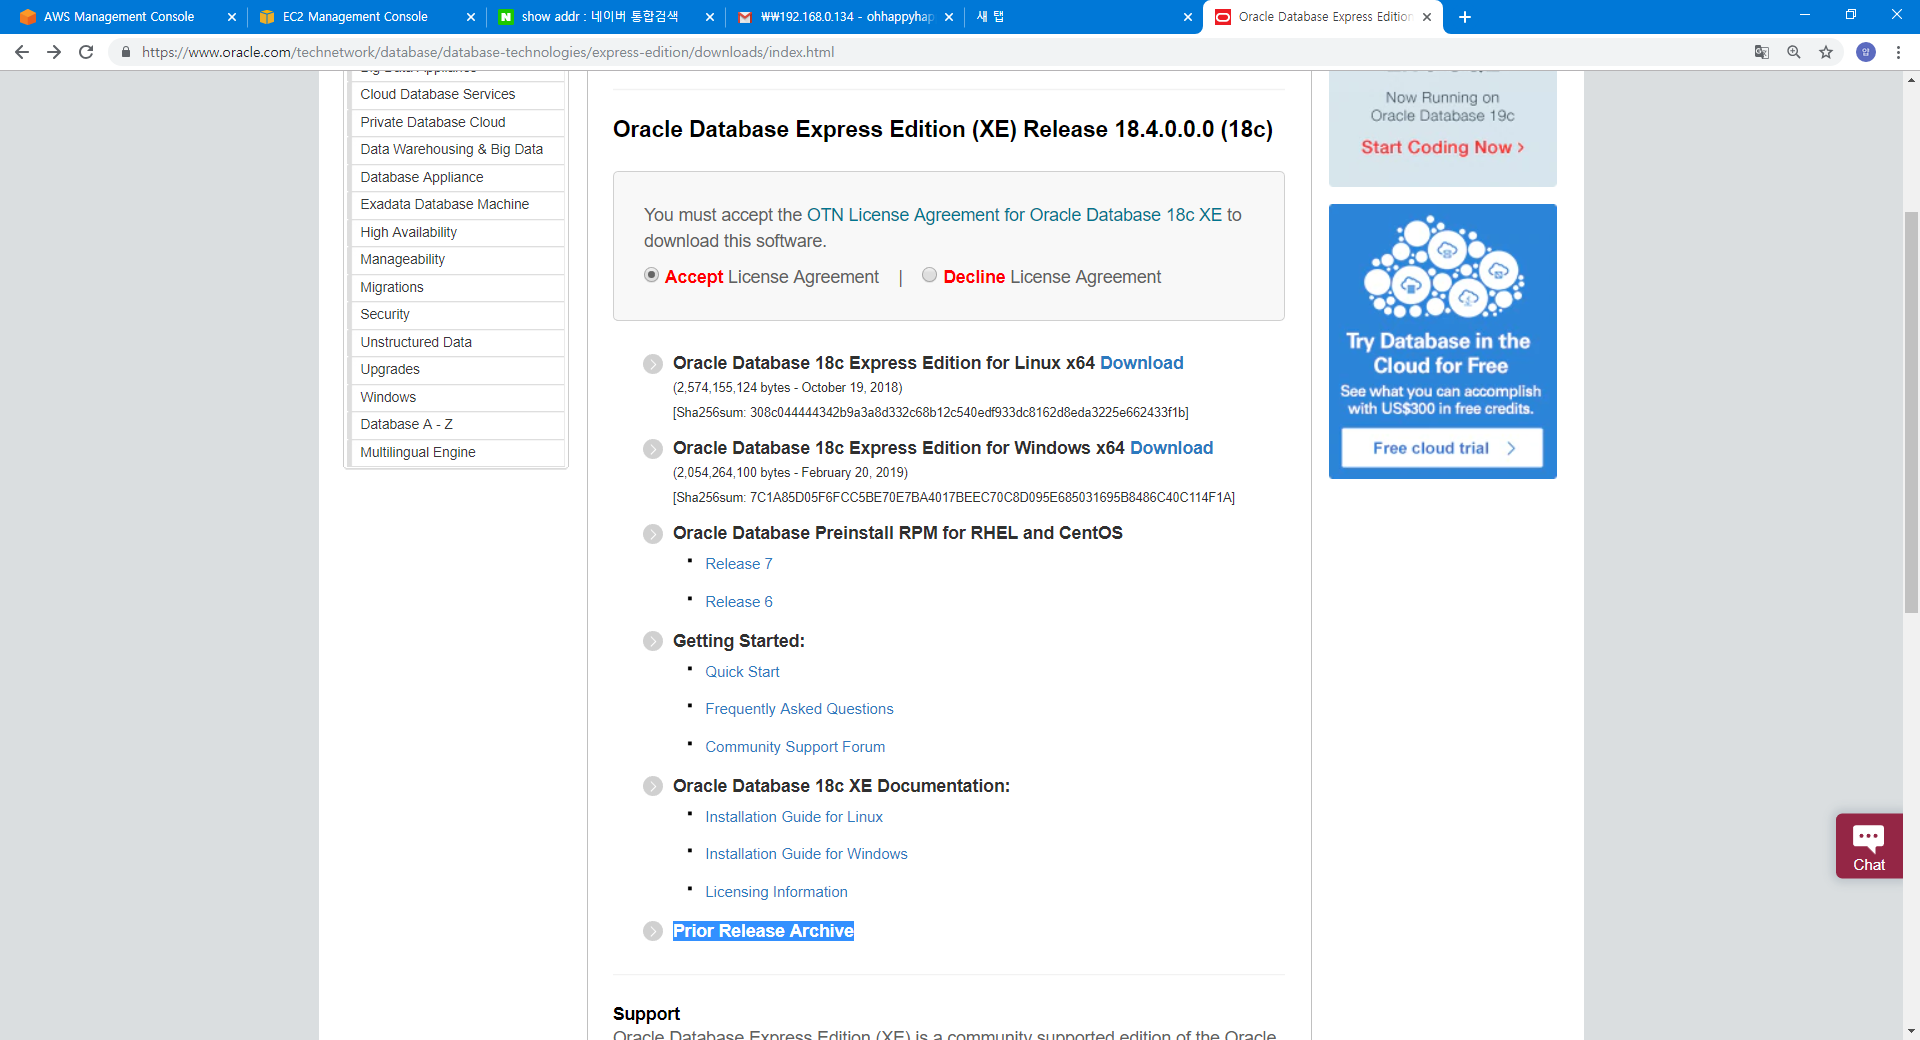 AWS Management Console
EC2 Management Console
show addr : 네이버 통합검색
₩₩192.168.0.134 - ohhappyhap
새 탭
Oracle Database Express Edition
https://www.oracle.com/technetwork/database/database-technologies/express-edition/downloads/index.html
Big Data Appliance
Cloud Database Services
Private Database Cloud
Data Warehousing & Big Data
Database Appliance
Exadata Database Machine
High Availability
Manageability
Migrations
Security
Unstructured Data
Upgrades
Windows
Database A - Z
Multilingual Engine
Oracle Database Express Edition (XE) Release 18.4.0.0.0 (18c)
You must accept the OTN License Agreement for Oracle Database 18c XE to
download this software.
Accept License Agreement | Decline License Agreement
Oracle Database 18c Express Edition for Linux x64 Download
(2,574,155,124 bytes - October 19, 2018)
[Sha256sum: 308c044444342b9a3a8d332c68b12c540edf933dc8162d8eda3225e662433f1b]
Oracle Database 18c Express Edition for Windows x64 Download
(2,054,264,100 bytes - February 20, 2019)
[Sha256sum: 7C1A85D05F6FCC5BE70E7BA4017BEEC70C8D095E685031695B8486C40C114F1A]
Oracle Database Preinstall RPM for RHEL and CentOS
Release 7
Release 6
Getting Started:
Quick Start
Frequently Asked Questions
Community Support Forum
Oracle Database 18c XE Documentation:
Installation Guide for Linux
Installation Guide for Windows
Licensing Information
Prior Release Archive
Support
Oracle Database Express Edition (XE) is a community supported edition of the Oracle
Now Running on
Oracle Database 19c
Start Coding Now >
Try Database in the
Cloud for Free
See what you can accomplish
with US$300 in free credits.
Free cloud trial >
Chat